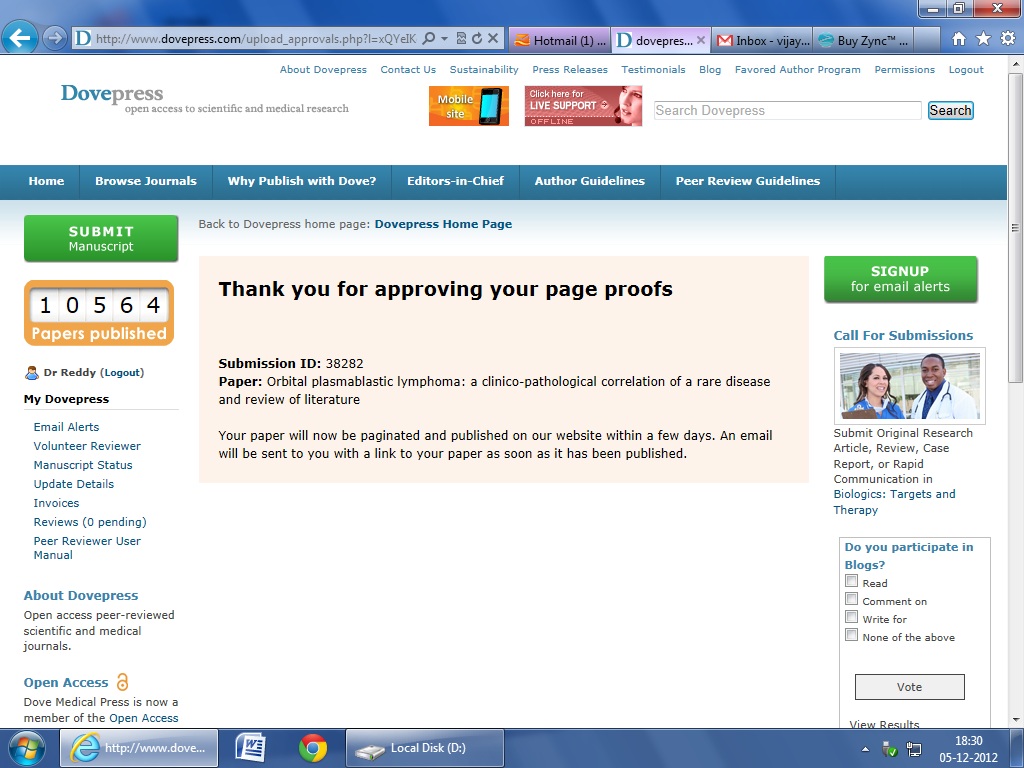 http://www.dovepress.com/upload_approvals.php?l=xQYeIK
Hotmail (1) ...
dovepres...
Inbox - vijay...
Buy Zync™ ...
About Dovepress Contact Us Sustainability Press Releases Testimonials Blog Favored Author Program Permissions Logout
Dovepress
open access to scientific and medical research
Mobile
site
Click here for
LIVE SUPPORT
OFFLINE
Search Dovepress
Search
Home Browse Journals Why Publish with Dove? Editors-in-Chief Author Guidelines Peer Review Guidelines
SUBMIT
Manuscript
10564
Papers published
Dr Reddy (Logout)
My Dovepress
Email Alerts
Volunteer Reviewer
Manuscript Status
Update Details
Invoices
Reviews (0 pending)
Peer Reviewer User
Manual
About Dovepress
Open access peer-reviewed
scientific and medical
journals.
Open Access
Dove Medical Press is now a
member of the Open Access
Back to Dovepress home page: Dovepress Home Page
Thank you for approving your page proofs
Submission ID: 38282
Paper: Orbital plasmablastic lymphoma: a clinico-pathological correlation of a rare disease
and review of literature
Your paper will now be paginated and published on our website within a few days. An email
will be sent to you with a link to your paper as soon as it has been published.
SIGNUP
for email alerts
Call For Submissions
Submit Original Research
Article, Review, Case
Report, or Rapid
Communication in
Biologics: Targets and
Therapy
Do you participate in
Blogs?
Read
Comment on
Write for
None of the above
Vote
View Results
http://www.dove...
Local Disk (D:)
18:30
05-12-2012